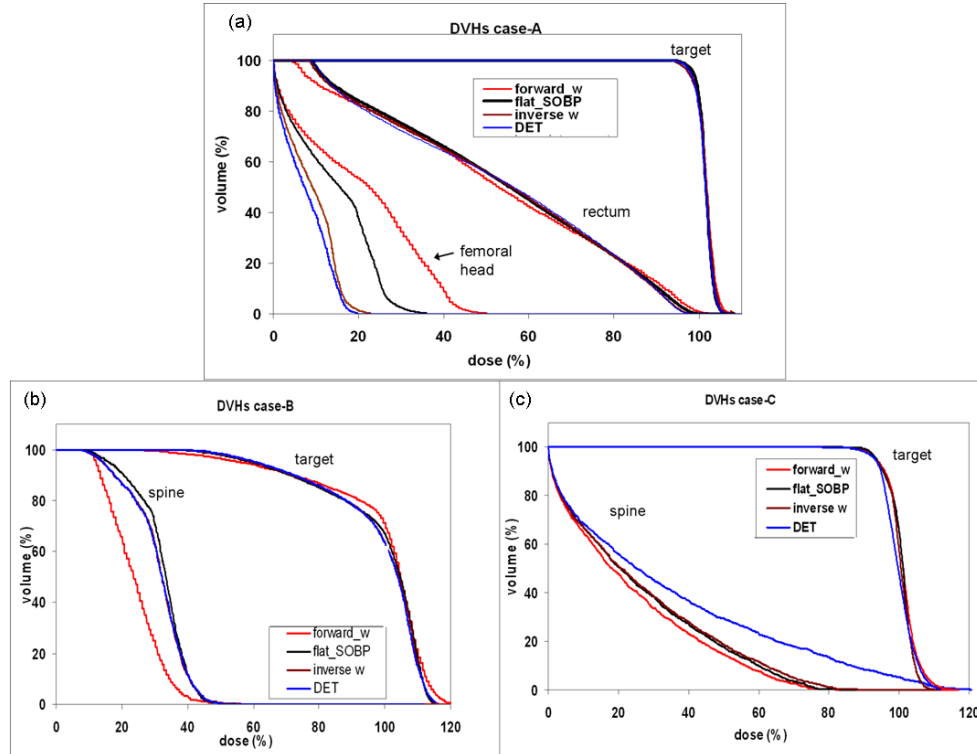 (a)
DVHs case-A
target
100
80
60
40
20
0
volume (%)
forward_w
flat_SOBP
inverse w
DET
rectum
femoral
head
0 20 40 60 80 100
dose (%)
(b)
DVHs case-B
100
80
60
40
20
0
volume (%)
target
spine
forward_w
flat_SOBP
inverse w
DET
0 20 40 60 80 100 120
dose (%)
(c)
DVHs case-C
100
80
60
40
20
0
volume (%)
target
spine
forward_w
flat_SOBP
inverse w
DET
0 20 40 60 80 100 120
dose (%)